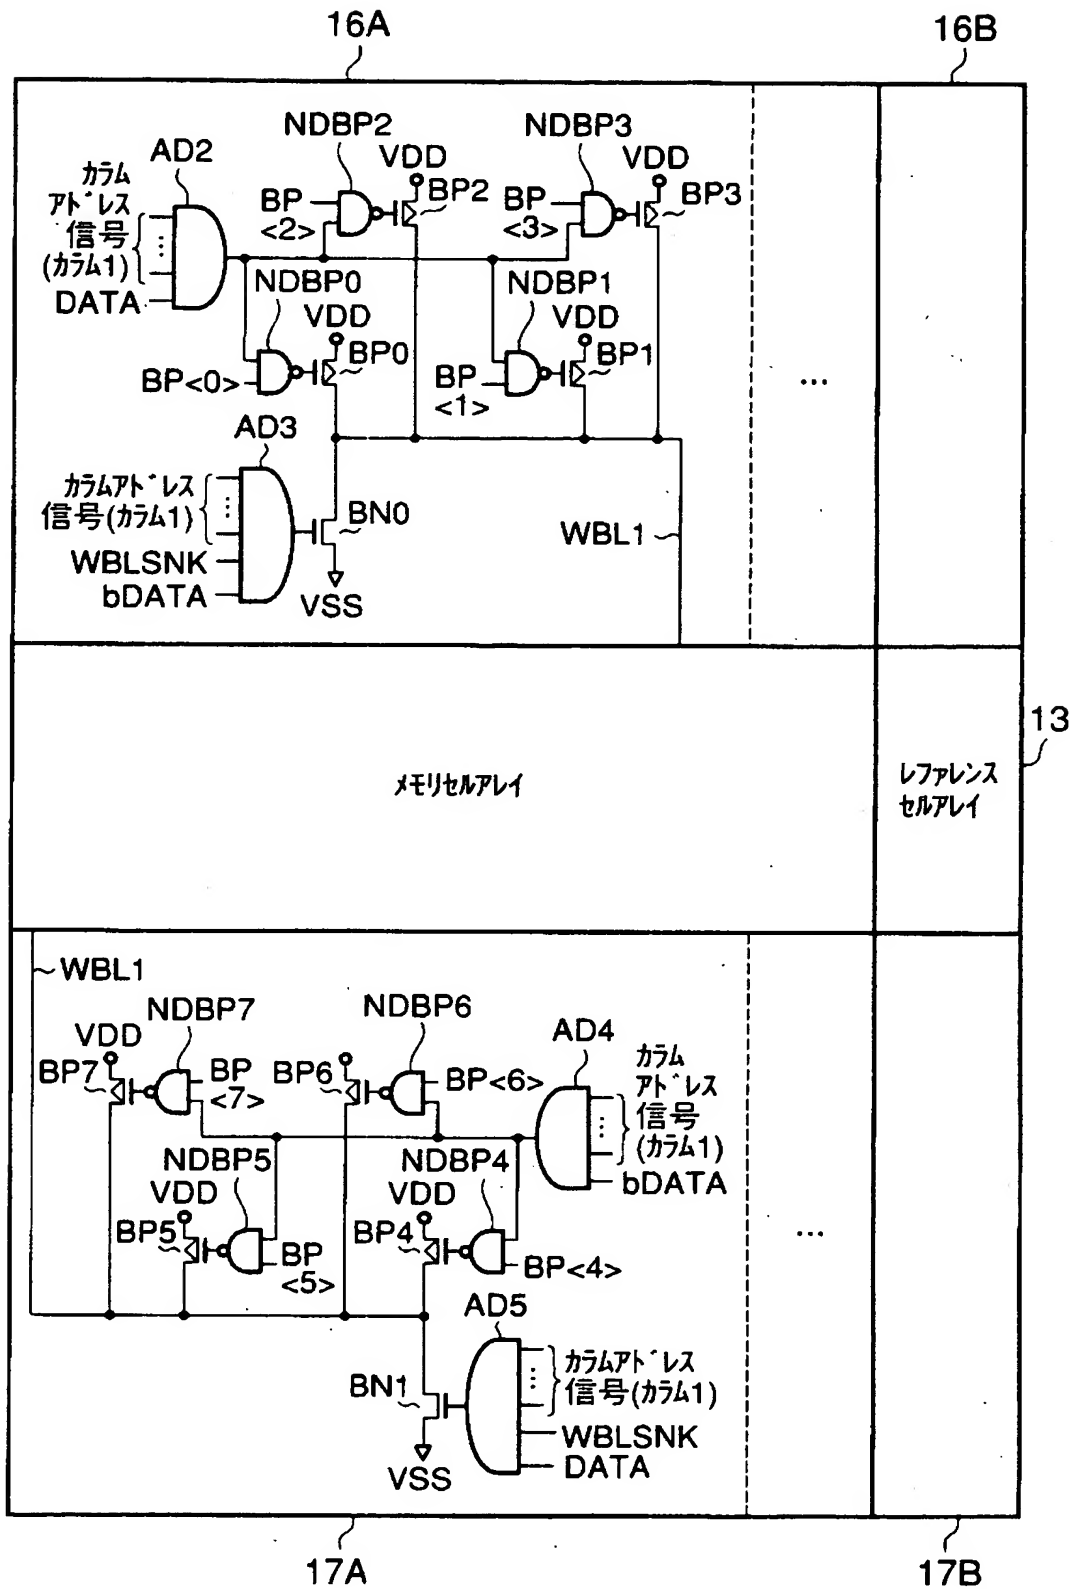 16A
16B
NDBP2
NDBP3
AD2
VDD
VDD
カラム
アドレス
信号
(カラム1)
DATA
BP
<2>
BP2
BP
<3>
BP3
NDBP0
VDD
NDBP1
VDD
BP<0>
BP0
BP
<1>
BP1
...
AD3
カラムアドレス
信号(カラム1)
WBLSNK
bDATA
BN0
VSS
WBL1
メモリセルアレイ
レファレンス
セルアレイ
13
WBL1
NDBP7
NDBP6
AD4
VDD
BP7
BP
<7>
BP6
BP<6>
カラム
アドレス
信号
(カラム1)
bDATA
NDBP5
VDD
NDBP4
VDD
BP5
BP
<5>
BP4
BP<4>
...
AD5
カラムアドレス
信号(カラム1)
WBLSNK
DATA
BN1
VSS
17A
17B